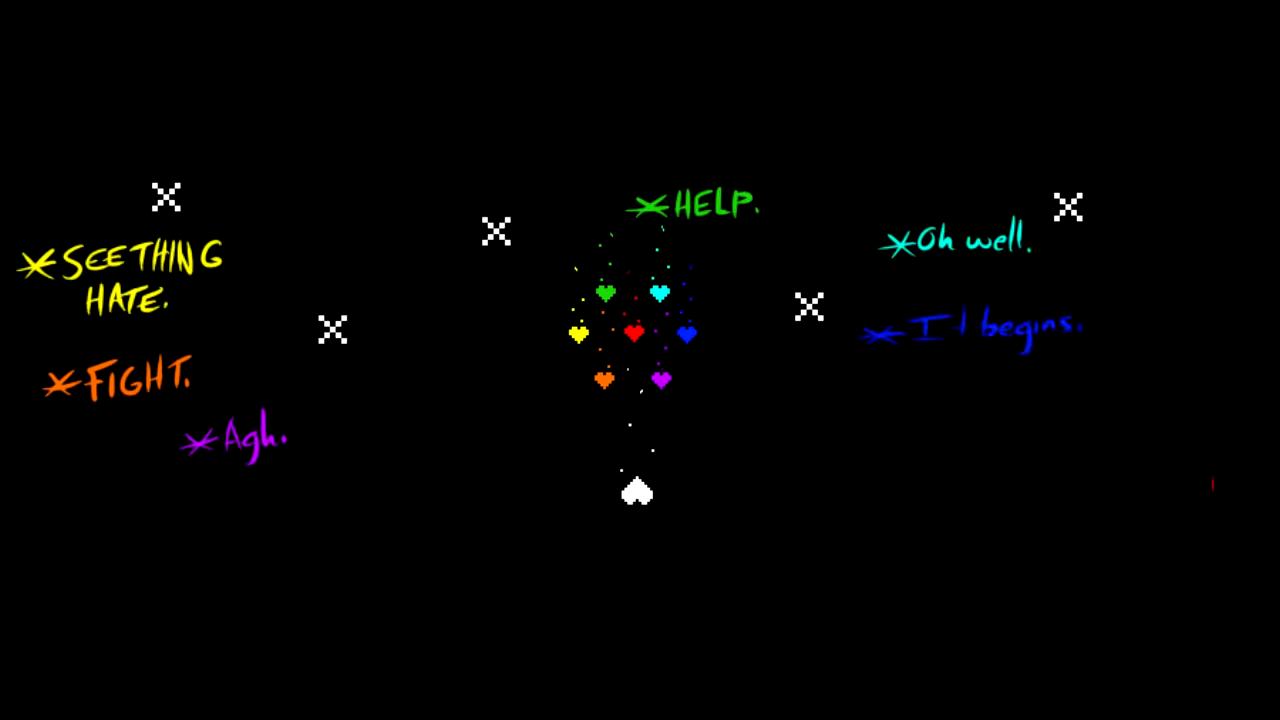 *HELP.
*SEETHING
HATE.
*Oh well.
*It begins.
*FIGHT.
*Agh.